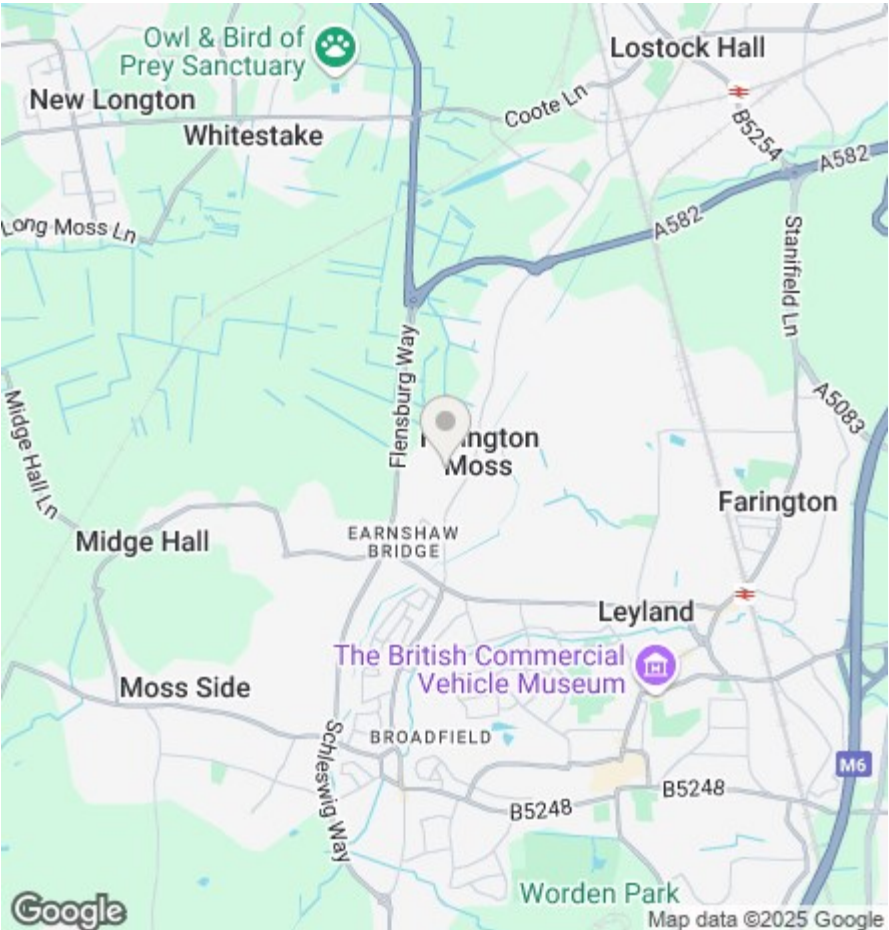 Owl & Bird of
Prey Sanctuary
Lostock Hall
New Longton
Whitestake
Coote Ln
B5254
A582
Long Moss Ln
A582
Stanifield Ln
Flensburg Way
A5083
Midge Hall Ln
Moss
Farington
EARNSHAW
BRIDGE
Midge Hall
Leyland
The British Commercial
Vehicle Museum
Moss Side
BROADFIELD
Schleswig Way
M6
B5248
B5248
Worden Park
Google
Map data ©2025 Google